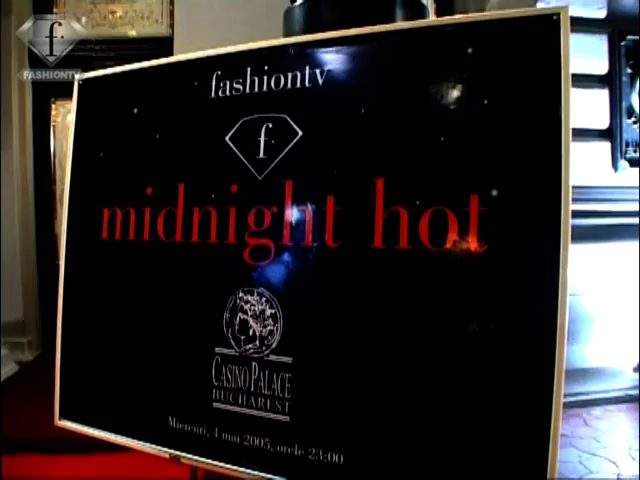 f
FASHIONTV
fashiontv
f
midnight hot
CASINO PALACE
BUCHAREST
Miercuri, 4 mai 2005, orele 23:00